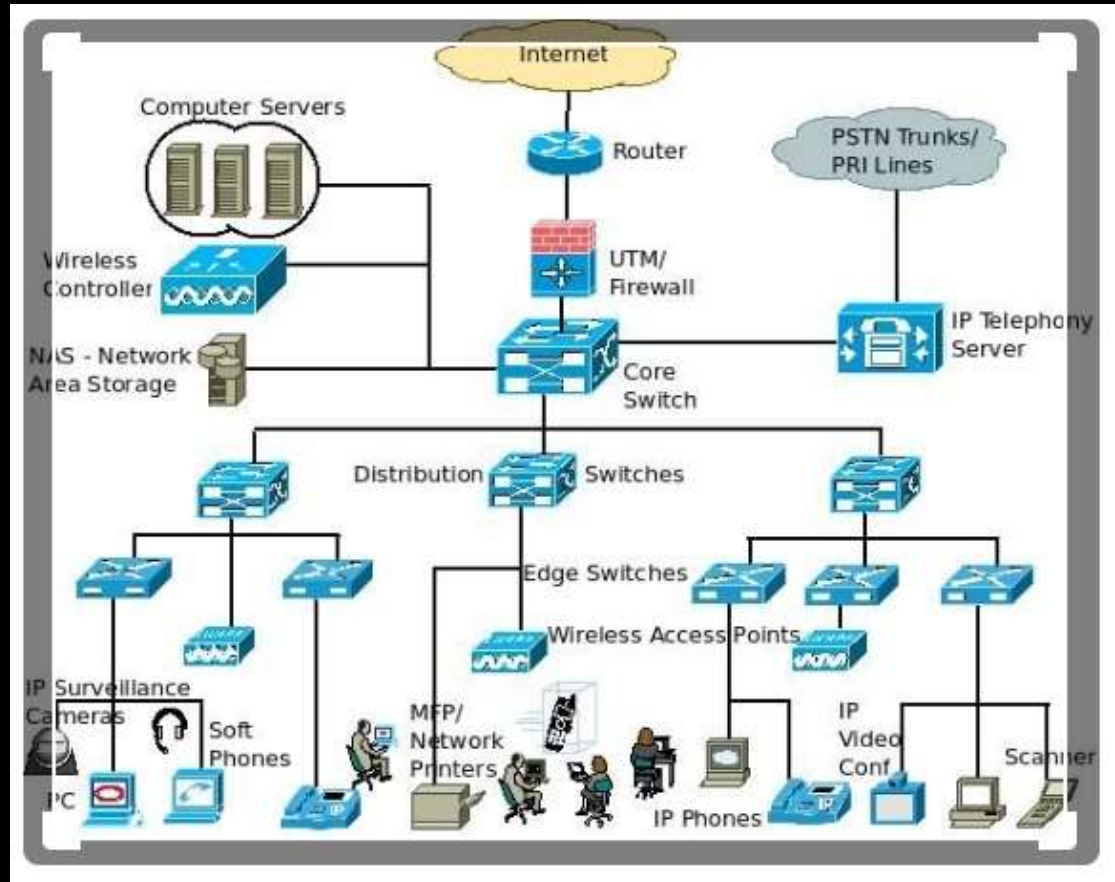 Internet
Computer Servers
Router
PSTN Trunks/
PRI Lines
Wireless
Controller
UTM/
Firewall
IP Telephony
Server
NAS - Network
Area Storage
Core
Switch
Distribution
Switches
Edge Switches
Wireless Access Points
IP Surveillance
Cameras
Soft
Phones
MFP/
Network
Printers
IP
Video
Conf
Scanner
PC
IP
IP Phones
IP